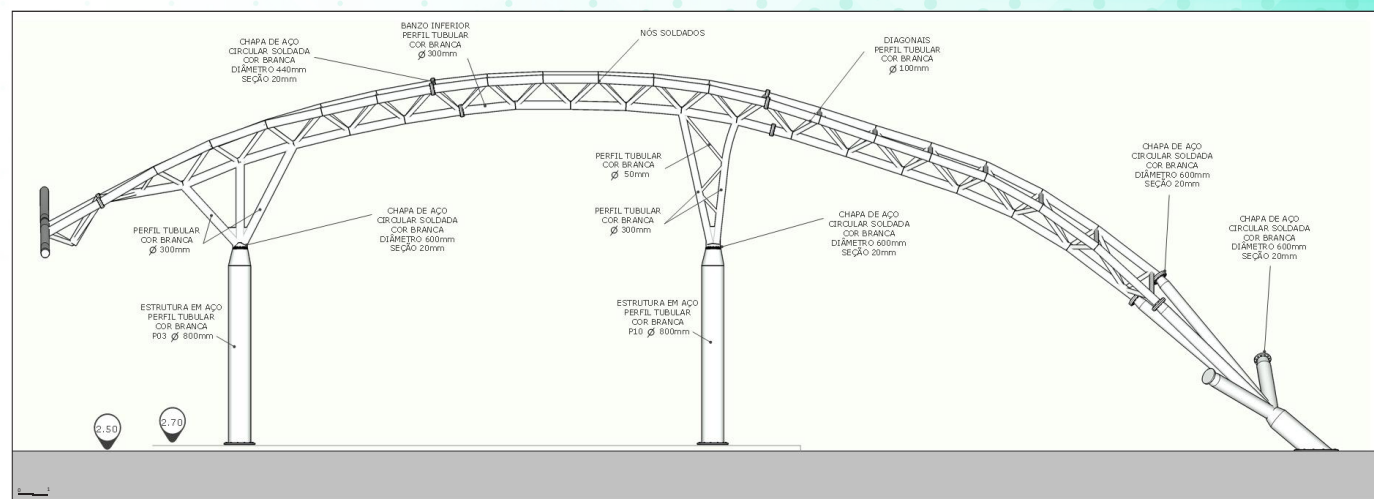 CHAPA DE AÇO
CIRCULAR SOLDADA
COR BRANCA
DIÂMETRO 440mm
SEÇÃO 20mm
BANZO INFERIOR
PERFIL TUBULAR
COR BRANCA
Ø 300mm
NÓS SOLDADOS
DIAGONAIS
PERFIL TUBULAR
COR BRANCA
Ø 100mm
PERFIL TUBULAR
COR BRANCA
Ø 50mm
PERFIL TUBULAR
COR BRANCA
Ø 300mm
CHAPA DE AÇO
CIRCULAR SOLDADA
COR BRANCA
DIÂMETRO 600mm
SEÇÃO 20mm
CHAPA DE AÇO
CIRCULAR SOLDADA
COR BRANCA
DIÂMETRO 600mm
SEÇÃO 20mm
PERFIL TUBULAR
COR BRANCA
Ø 300mm
CHAPA DE AÇO
CIRCULAR SOLDADA
COR BRANCA
DIÂMETRO 600mm
SEÇÃO 20mm
CHAPA DE AÇO
CIRCULAR SOLDADA
COR BRANCA
DIÂMETRO 600mm
SEÇÃO 20mm
ESTRUTURA EM AÇO
PERFIL TUBULAR
COR BRANCA
P03 Ø 800mm
ESTRUTURA EM AÇO
PERFIL TUBULAR
COR BRANCA
P10 Ø 800mm
2.50
2.70
0 1